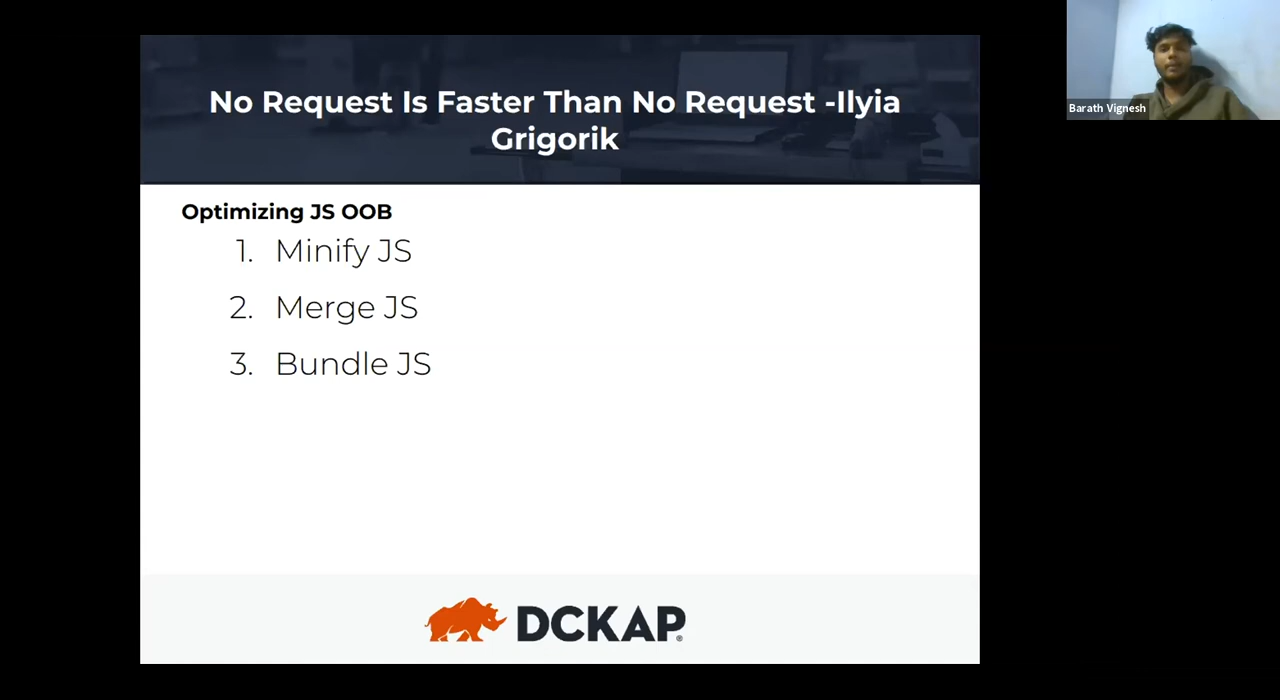 No Request Is Faster Than No Request -Ilyia
Grigorik
Barath Vignesh
Optimizing JS OOB
1. Minify JS
2. Merge JS
3. Bundle JS
DCKAP®